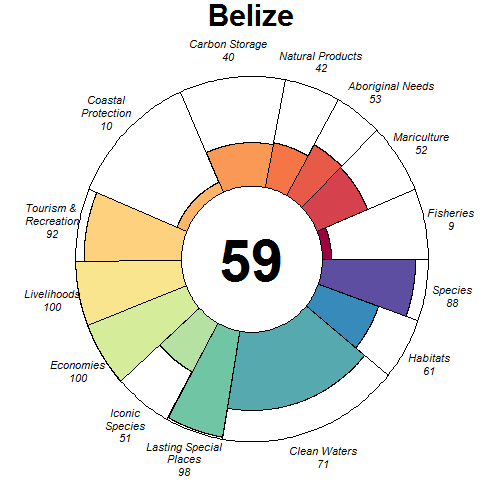 Belize
Carbon Storage
40
Natural Products
42
Aboriginal Needs
53
Mariculture
52
Fisheries
9
Species
88
Habitats
61
Clean Waters
71
Lasting Special
Places
98
Iconic
Species
51
Economies
100
Livelihoods
100
Tourism &
Recreation
92
Coastal
Protection
10
59